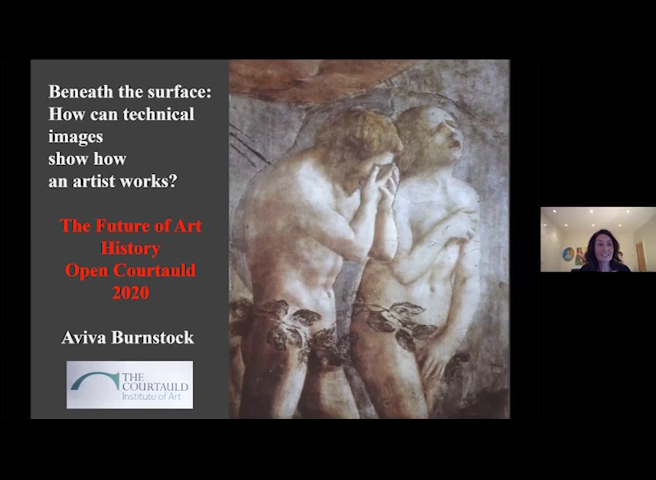 Beneath the surface:
How can technical
images
show how
an artist works?
The Future of Art
History
Open Courtauld
2020
Aviva Burnstock
THE
COURTAULD
Institute of Art